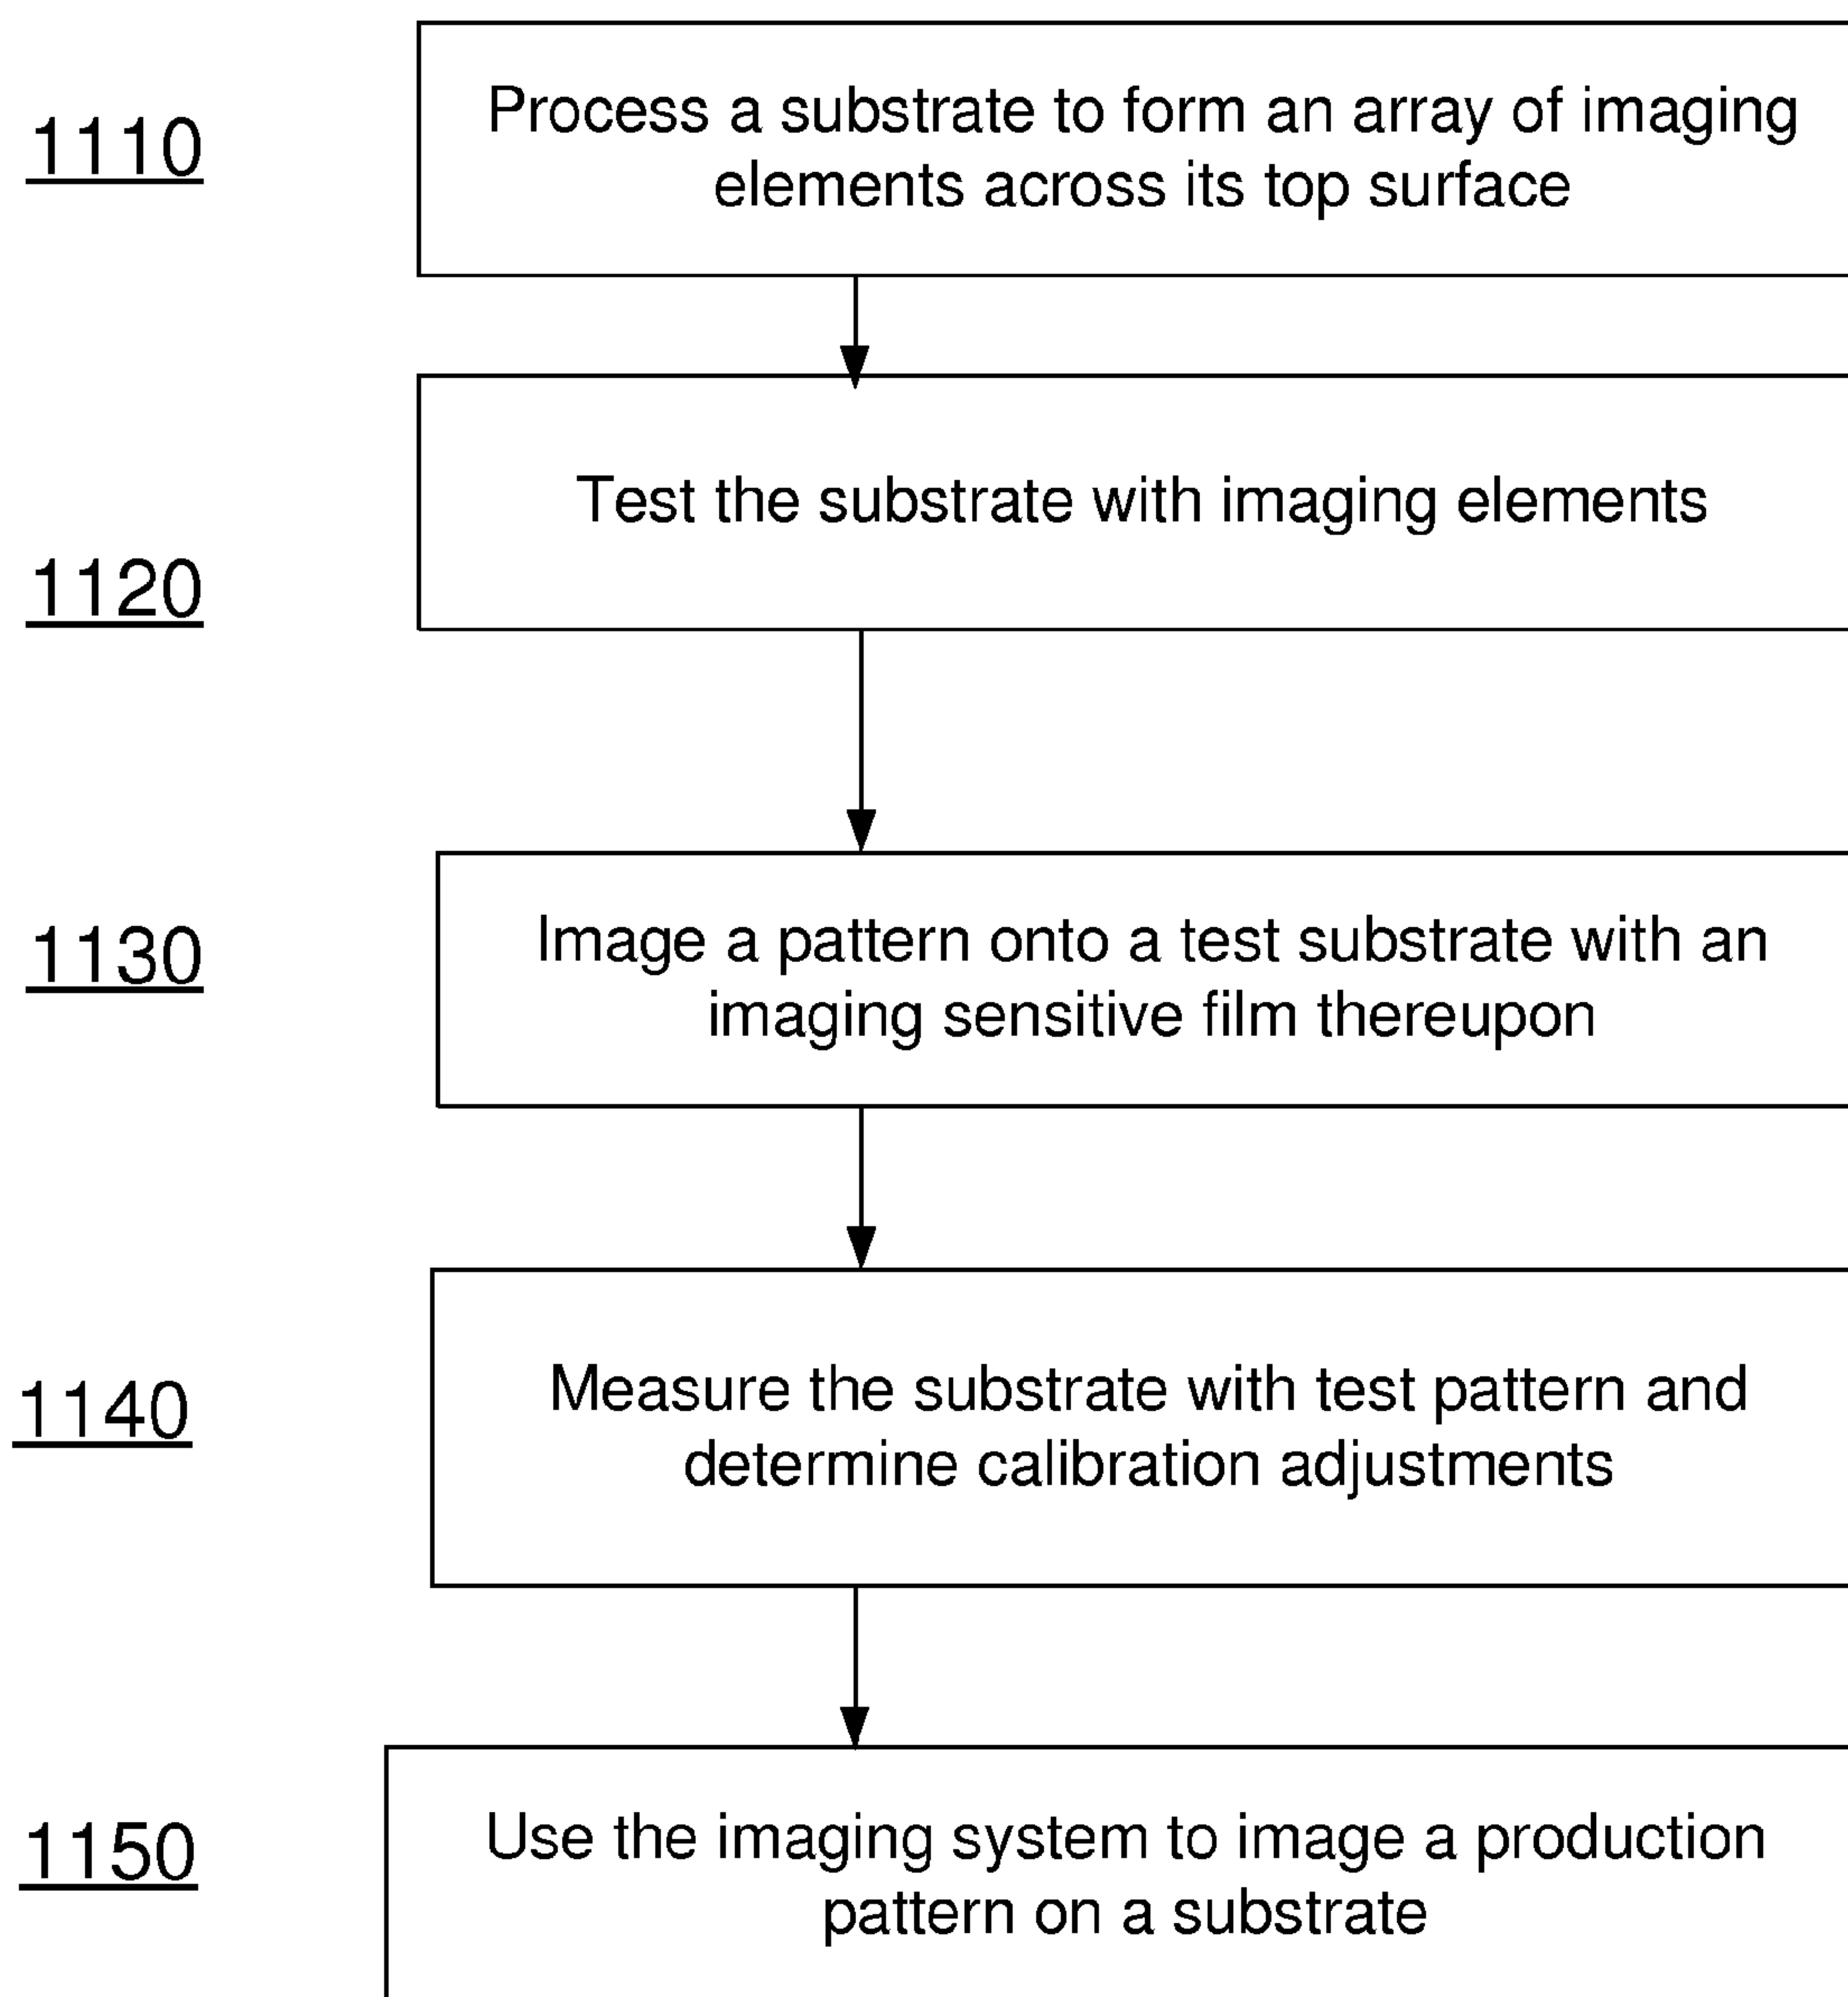 1110
Process a substrate to form an array of imaging
elements across its top surface
Test the substrate with imaging elements
1120
1130
Image a pattern onto a test substrate with an
imaging sensitive film thereupon
1140
Measure the substrate with test pattern and
determine calibration adjustments
1150
Use the imaging system to image a production
pattern on a substrate